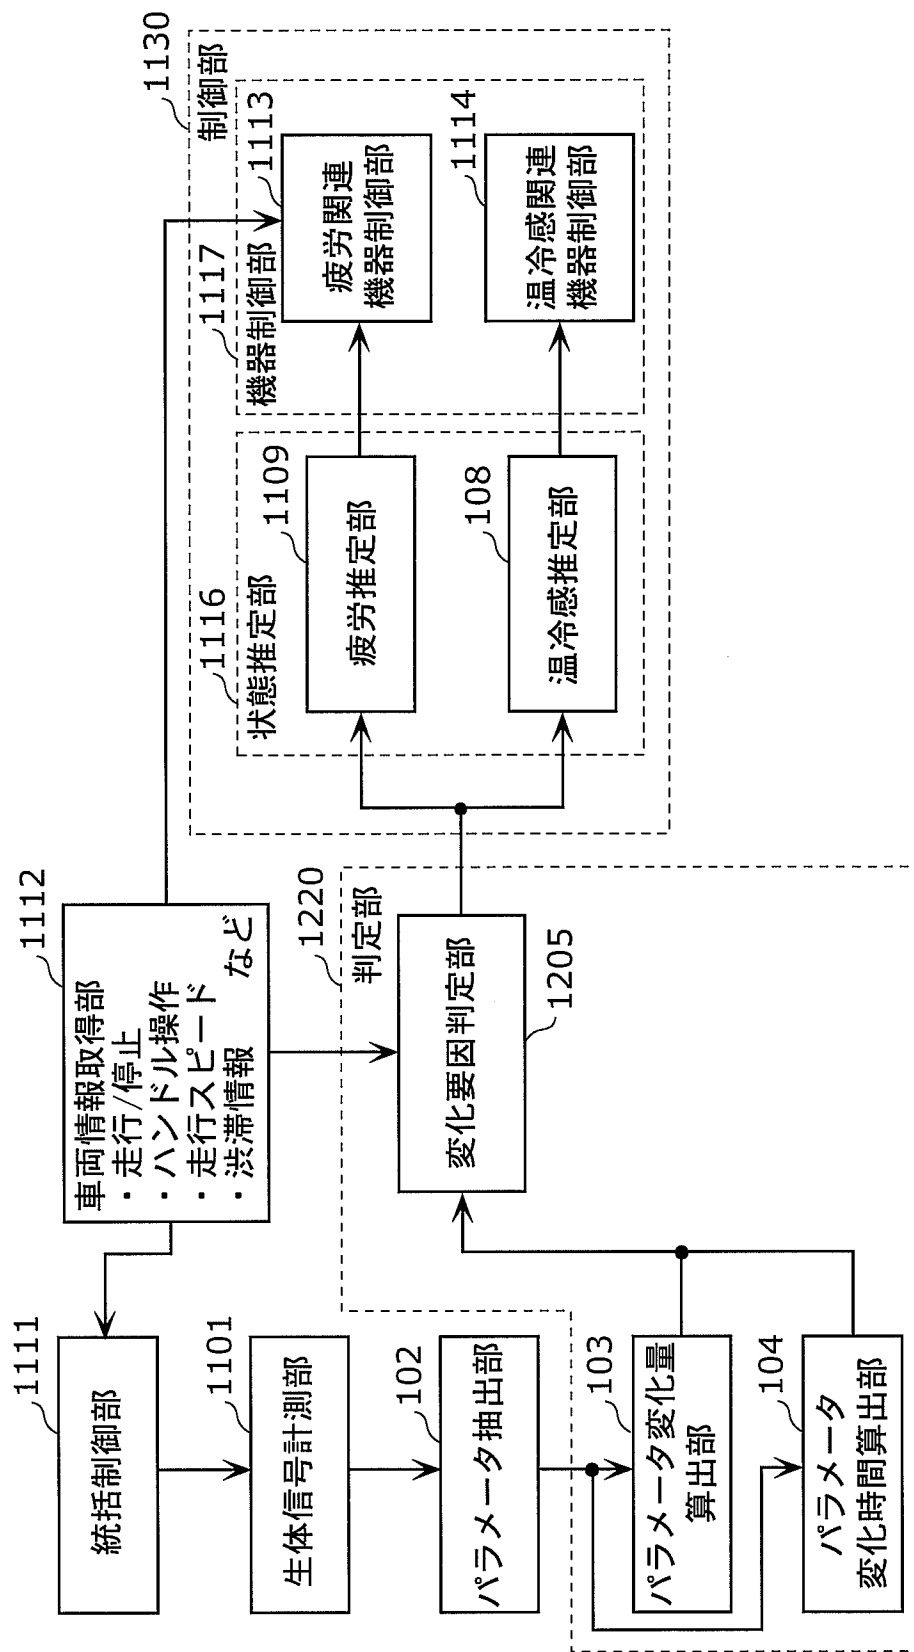 1111
統括制御部
1101
生体信号計測部
102
パラメータ抽出部
103
パラメータ変化量
算出部
104
パラメータ
変化時間算出部
1112
車両情報取得部
・走行/停止
・ハンドル操作
・走行スピード
・渋滞情報 など
1220
判定部
変化要因判定部
1205
1130
制御部
1116
状態推定部
1109
疲労推定部
108
温冷感推定部
1117
機器制御部
1113
疲労関連
機器制御部
1114
温冷感関連
機器制御部